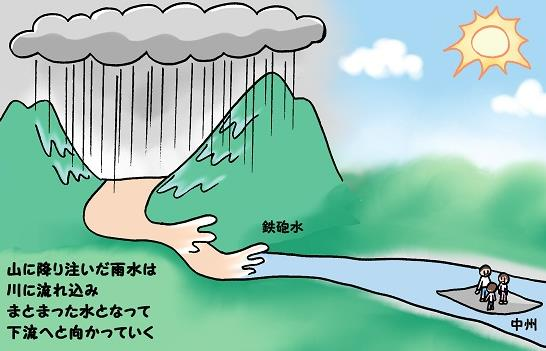 鉄砲水
山に降り注いだ雨水は
川に流れ込み
まとまった水となって
下流へと向かっていく
中州